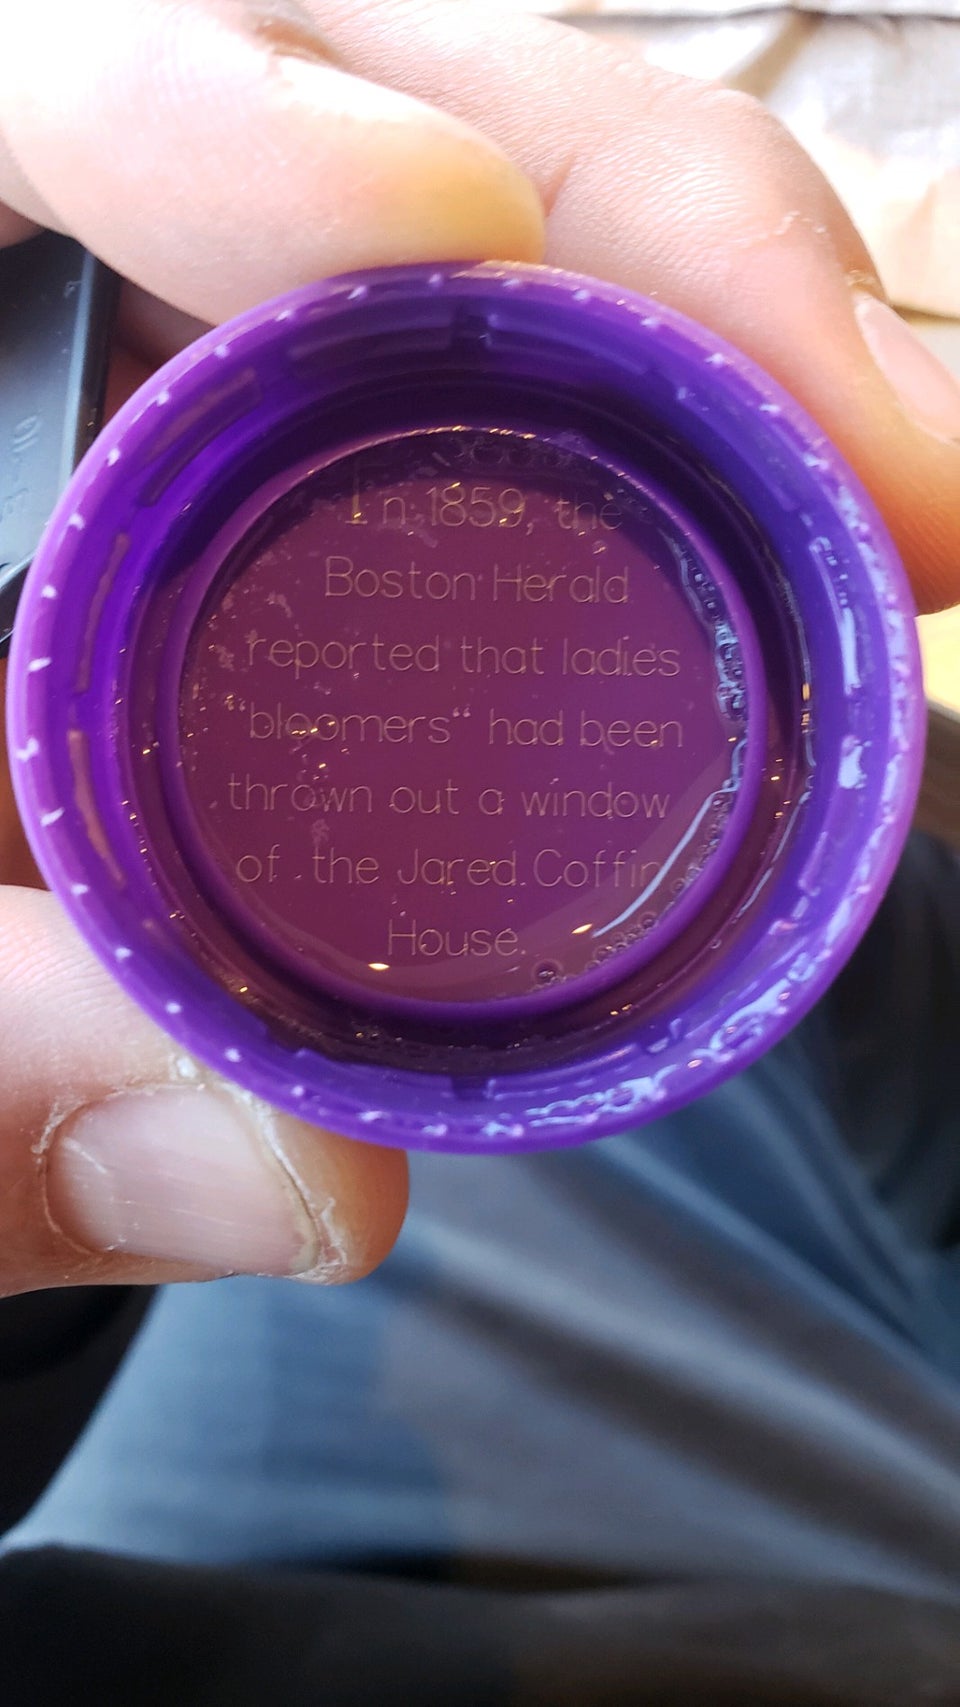 In 1859, the
Boston Herald
reported that ladies
“bloomers“ had been
thrown out a window
of the Jared Coffin
House.